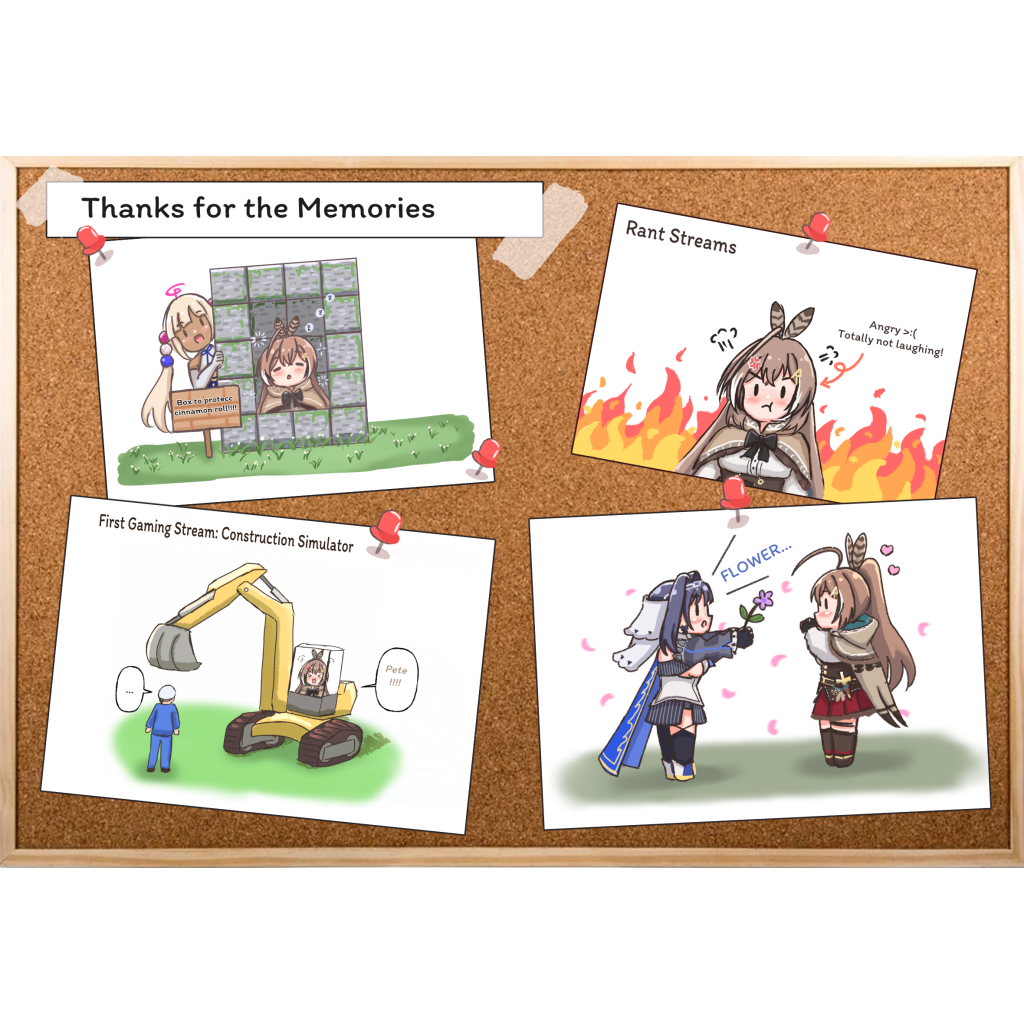 Thanks for the Memories
Box to protecc
cinnamon roll!!!!
z
z
z
Rant Streams
Angry >:(
Totally not laughing!
First Gaming Stream: Construction Simulator
...
Pete
!!!!
FLOWER...